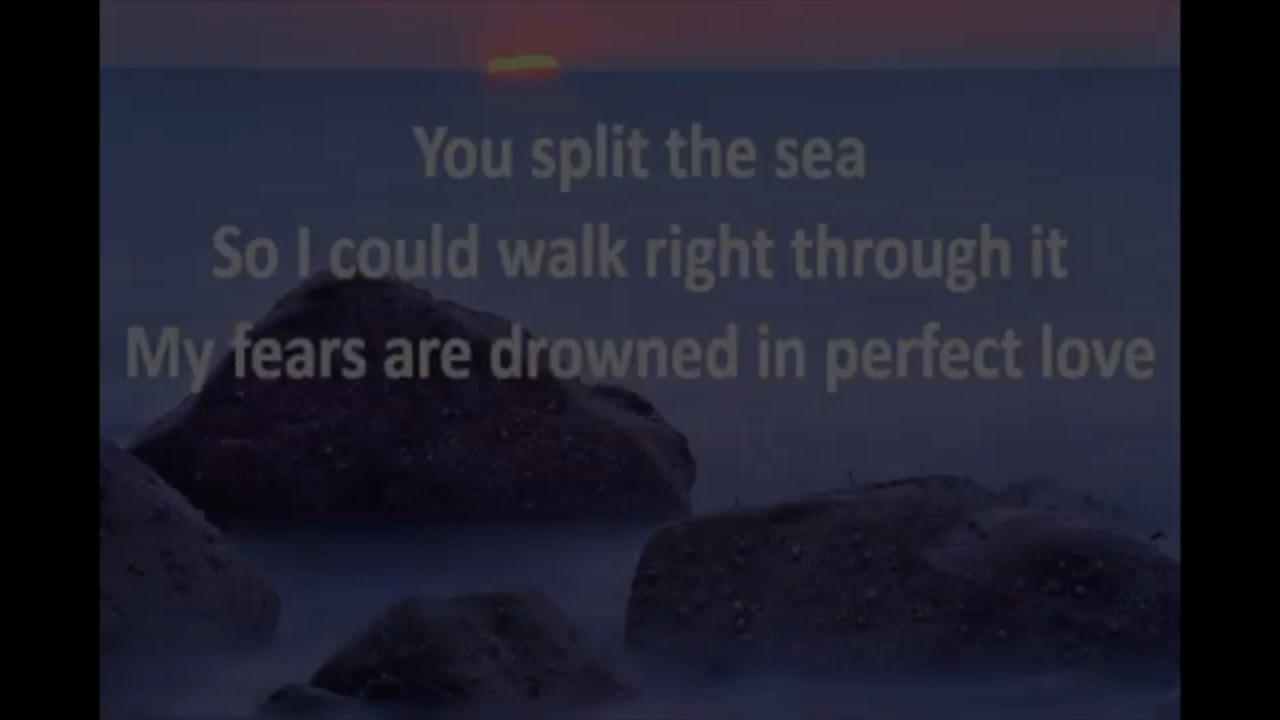 You split the sea
So I could walk right through it
My fears are drowned in perfect love